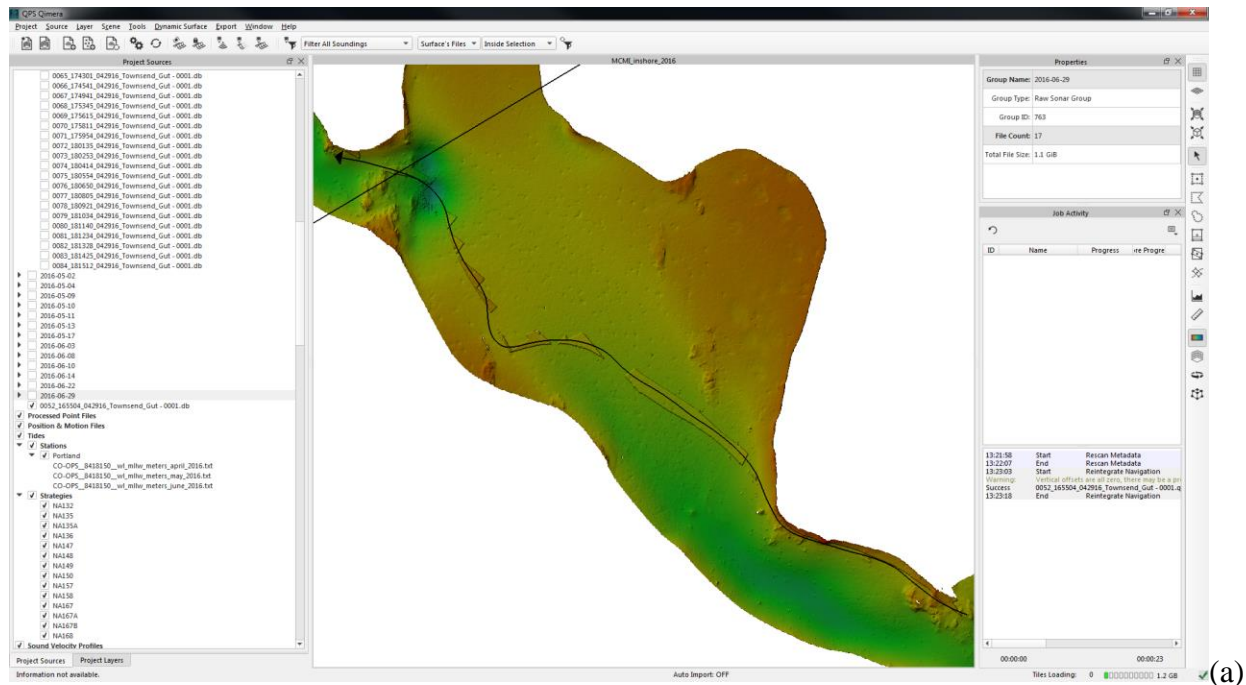 QPS Qimera
Project Source Layer Scene Tools Dynamic Surface Export Window Help
Filter All Soundings Surface's Files Inside Selection
Project Sources
0065_174301_042916_Townsend_Gut - 0001.db
0066_174541_042916_Townsend_Gut - 0001.db
0067_174941_042916_Townsend_Gut - 0001.db
0068_175345_042916_Townsend_Gut - 0001.db
0069_175615_042916_Townsend_Gut - 0001.db
0070_175811_042916_Townsend_Gut - 0001.db
0071_175954_042916_Townsend_Gut - 0001.db
0072_180135_042916_Townsend_Gut - 0001.db
0073_180253_042916_Townsend_Gut - 0001.db
0074_180414_042916_Townsend_Gut - 0001.db
0075_180554_042916_Townsend_Gut - 0001.db
0076_180650_042916_Townsend_Gut - 0001.db
0077_180805_042916_Townsend_Gut - 0001.db
0078_180921_042916_Townsend_Gut - 0001.db
0079_181034_042916_Townsend_Gut - 0001.db
0080_181140_042916_Townsend_Gut - 0001.db
0081_181234_042916_Townsend_Gut - 0001.db
0082_181328_042916_Townsend_Gut - 0001.db
0083_181425_042916_Townsend_Gut - 0001.db
0084_181512_042916_Townsend_Gut - 0001.db
2016-05-02
2016-05-04
2016-05-09
2016-05-10
2016-05-11
2016-05-13
2016-05-17
2016-06-03
2016-06-08
2016-06-10
2016-06-14
2016-06-22
2016-06-29
0052_165504_042916_Townsend_Gut - 0001.db
Processed Point Files
Position & Motion Files
Tides
Stations
Portland
CO-OPS__8418150__wl_mllw_meters_april_2016.txt
CO-OPS__8418150__wl_mllw_meters_may_2016.txt
CO-OPS__8418150__wl_mllw_meters_june_2016.txt
Strategies
NA132
NA135
NA135A
NA136
NA147
NA148
NA149
NA150
NA157
NA158
NA167
NA167A
NA167B
NA168
Sound Velocity Profiles
Project Sources Project Layers
Information not available.
MCMI_inshore_2016
Auto Import: OFF
Properties
Group Name: 2016-06-29
Group Type: Raw Sonar Group
Group ID: 763
File Count: 17
Total File Size: 1.1 GiB
Job Activity
ID Name Progress ıre Progre
13:21:58 Start Rescan Metadata
13:22:07 End Rescan Metadata
13:23:03 Start Reintegrate Navigation
Warning: Vertical offsets are all zero, there may be a pri
Success 0052_165504_042916_Townsend_Gut - 0001.q
13:23:18 End Reintegrate Navigation
00:00:00 00:00:23
Tiles Loading: 0 1.2 GB
(a)